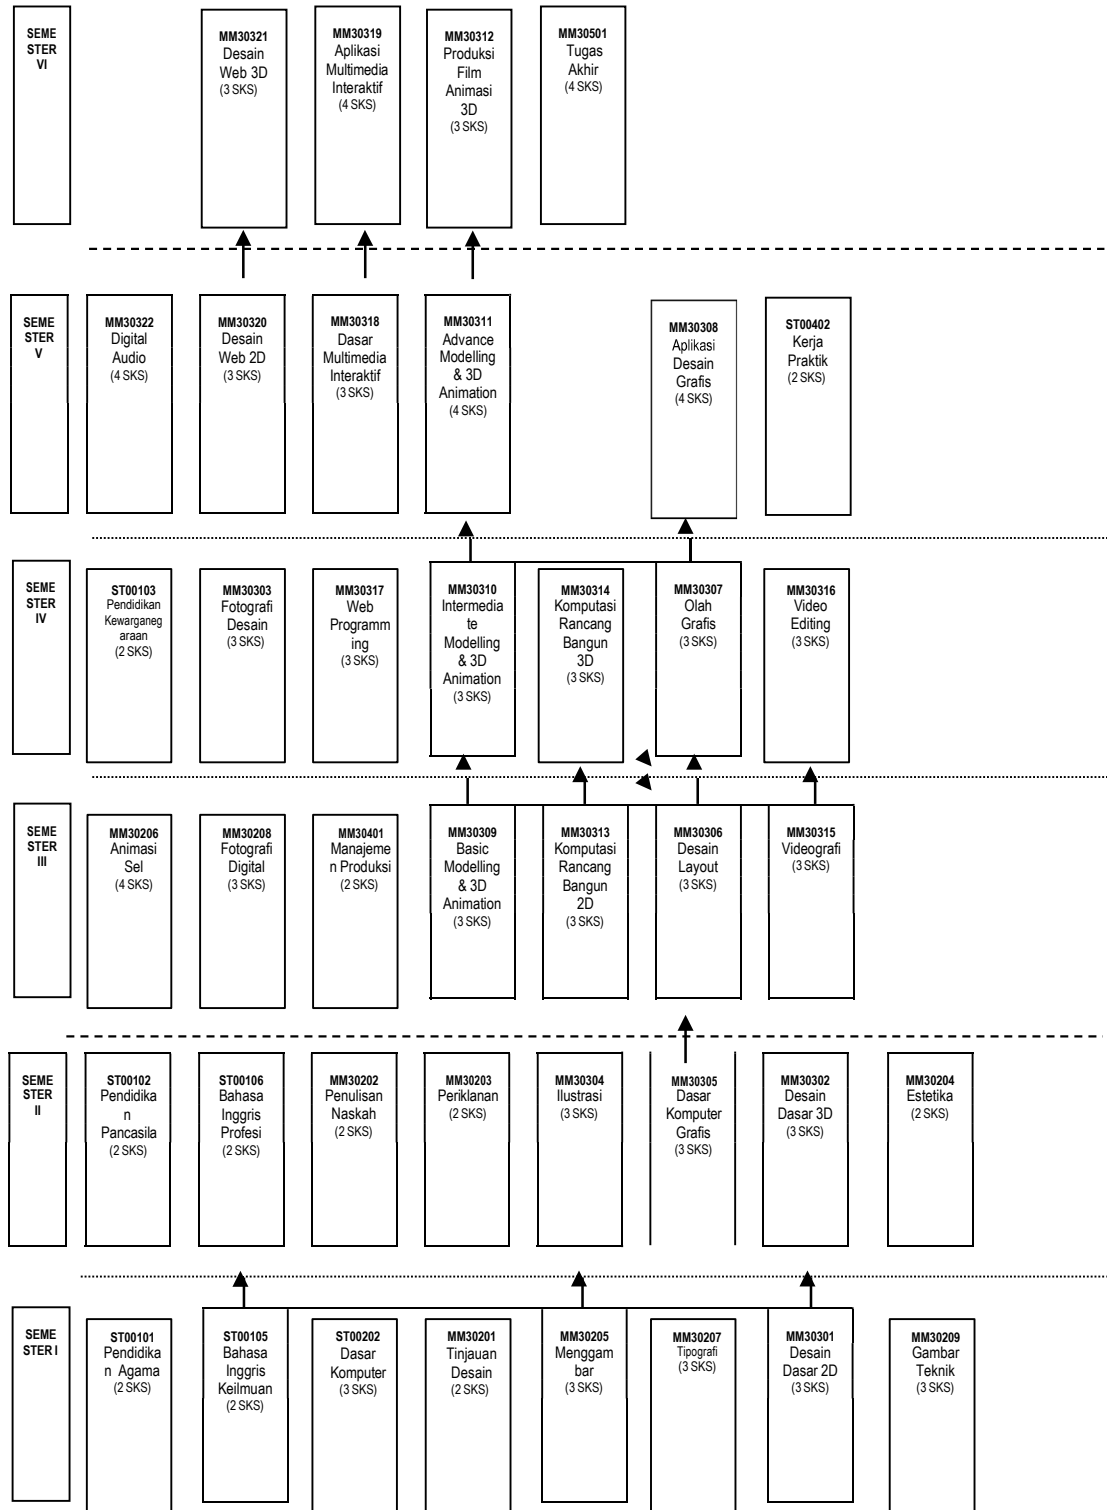 SEME
STER
VI
MM30321
Desain
Web 3D
(3 SKS)
MM30319
Aplikasi
Multimedia
Interaktif
(4 SKS)
MM30312
Produksi
Film
Animasi
3D
(3 SKS)
MM30501
Tugas
Akhir
(4 SKS)
SEME
STER
V
MM30322
Digital
Audio
(4 SKS)
MM30320
Desain
Web 2D
(3 SKS)
MM30318
Dasar
Multimedia
Interaktif
(3 SKS)
MM30311
Advance
Modelling
& 3D
Animation
(4 SKS)
MM30308
Aplikasi
Desain
Grafis
(4 SKS)
ST00402
Kerja
Praktik
(2 SKS)
SEME
STER
IV
ST00103
Pendidikan
Kewarganeg
araan
(2 SKS)
MM30303
Fotografi
Desain
(3 SKS)
MM30317
Web
Programm
ing
(3 SKS)
MM30310
Intermedia
te
Modelling
& 3D
Animation
(3 SKS)
MM30314
Komputasi
Rancang
Bangun
3D
(3 SKS)
MM30307
Olah
Grafis
(3 SKS)
MM30316
Video
Editing
(3 SKS)
SEME
STER
III
MM30206
Animasi
Sel
(4 SKS)
MM30208
Fotografi
Digital
(3 SKS)
MM30401
Manajeme
n Produksi
(2 SKS)
MM30309
Basic
Modelling
& 3D
Animation
(3 SKS)
MM30313
Komputasi
Rancang
Bangun
2D
(3 SKS)
MM30306
Desain
Layout
(3 SKS)
MM30315
Videografi
(3 SKS)
SEME
STER
II
ST00102
Pendidika
n
Pancasila
(2 SKS)
ST00106
Bahasa
Inggris
Profesi
(2 SKS)
MM30202
Penulisan
Naskah
(2 SKS)
MM30203
Periklanan
(2 SKS)
MM30304
Ilustrasi
(3 SKS)
MM30305
Dasar
Komputer
Grafis
(3 SKS)
MM30302
Desain
Dasar 3D
(3 SKS)
MM30204
Estetika
(2 SKS)
SEME
STER I
ST00101
Pendidika
n Agama
(2 SKS)
ST00105
Bahasa
Inggris
Keilmuan
(2 SKS)
ST00202
Dasar
Komputer
(3 SKS)
MM30201
Tinjauan
Desain
(2 SKS)
MM30205
Menggam
bar
(3 SKS)
MM30207
Tipografi
(3 SKS)
MM30301
Desain
Dasar 2D
(3 SKS)
MM30209
Gambar
Teknik
(3 SKS)